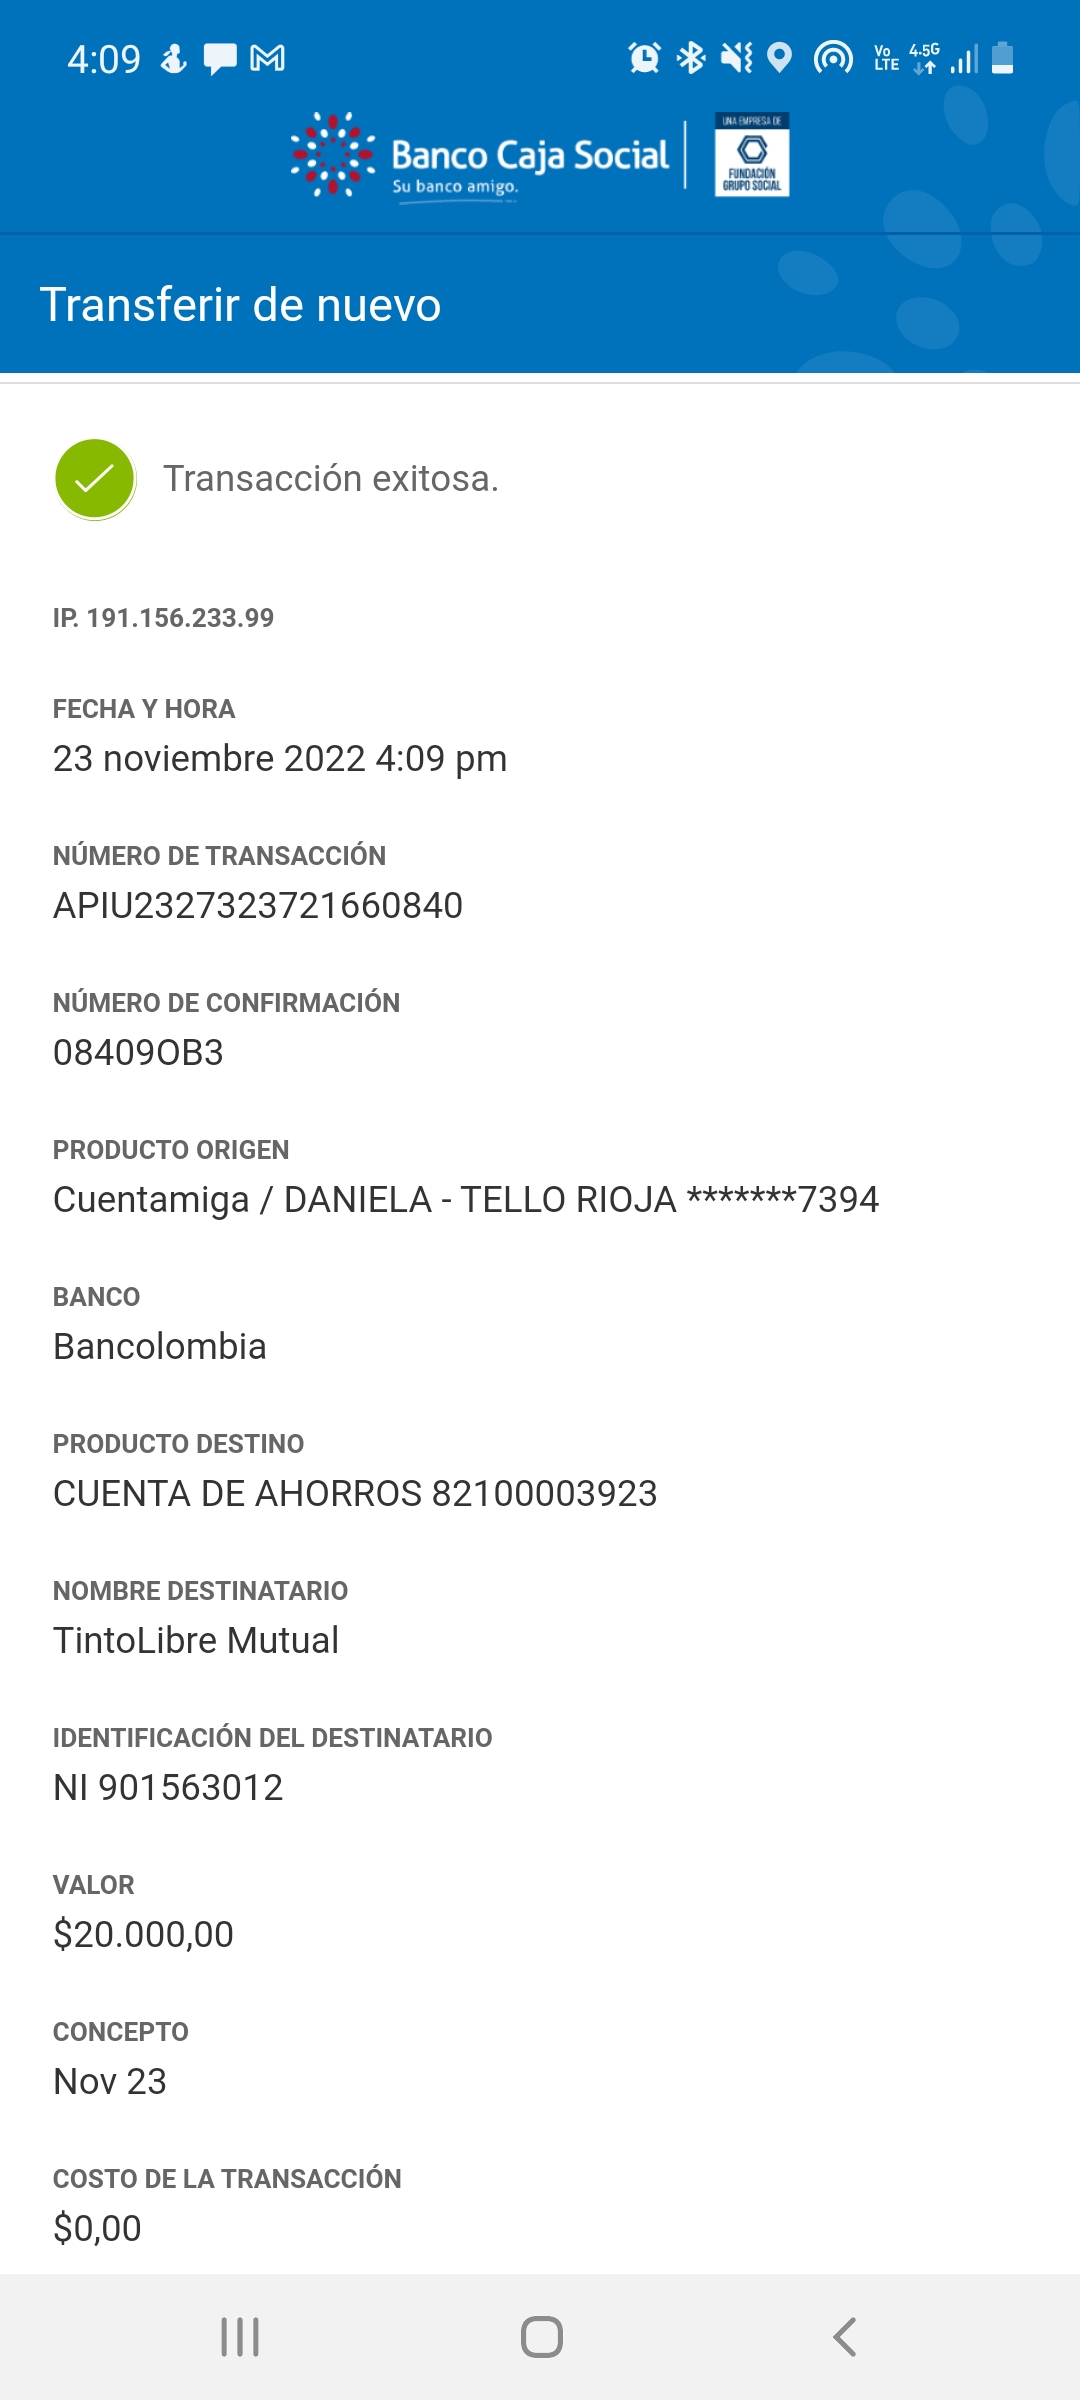 4:09
Vo
LTE
4.5G
Banco Caja Social
Su banco amigo.
UNA EMPRESA DE
FUNDACIÓN
GRUPO SOCIAL
Transferir de nuevo
Transacción exitosa.
IP. 191.156.233.99
FECHA Y HORA
23 noviembre 2022 4:09 pm
NÚMERO DE TRANSACCIÓN
APIU2327323721660840
NÚMERO DE CONFIRMACIÓN
08409OB3
PRODUCTO ORIGEN
Cuentamiga / DANIELA - TELLO RIOJA *******7394
BANCO
Bancolombia
PRODUCTO DESTINO
CUENTA DE AHORROS 82100003923
NOMBRE DESTINATARIO
TintoLibre Mutual
IDENTIFICACIÓN DEL DESTINATARIO
NI 901563012
VALOR
$20.000,00
CONCEPTO
Nov 23
COSTO DE LA TRANSACCIÓN
$0,00